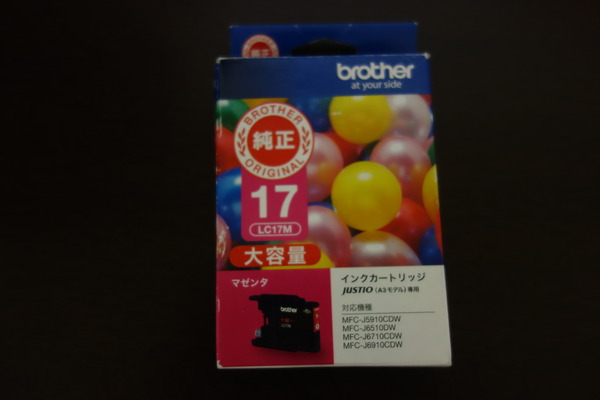 純正
brother
at your side
BROTHER
純正
ORIGINAL
17
LC17M
大容量
マゼンタ
brother
インクカートリッジ
JUSTIO (A3モデル)専用
対応機種
MFC-J5910CDW
MFC-J6510DW
MFC-J6710CDW
MFC-J6910CDW